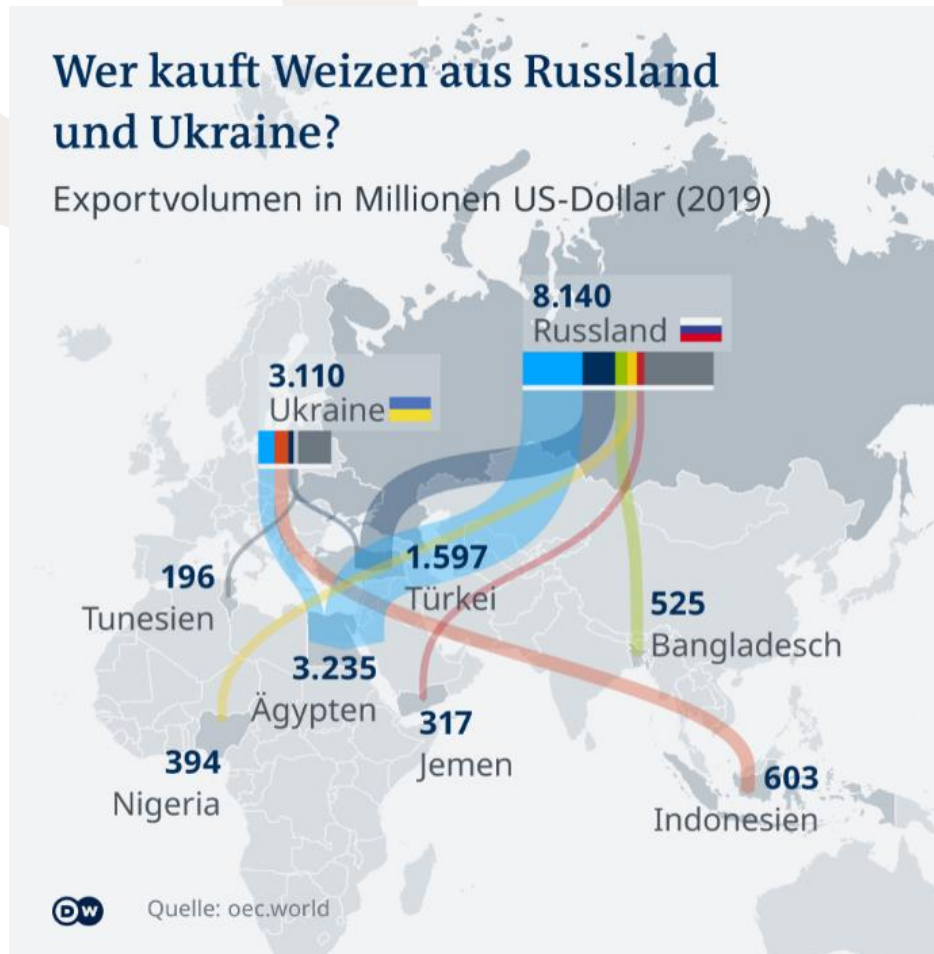 Wer kauft Weizen aus Russland
und Ukraine?
Exportvolumen in Millionen US-Dollar (2019)
8.140
Russland
3.110
Ukraine
1.597
Türkei
196
Tunesien
525
Bangladesch
3.235
Ägypten
317
Jemen
394
Nigeria
603
Indonesien
DW
Quelle: oec.world